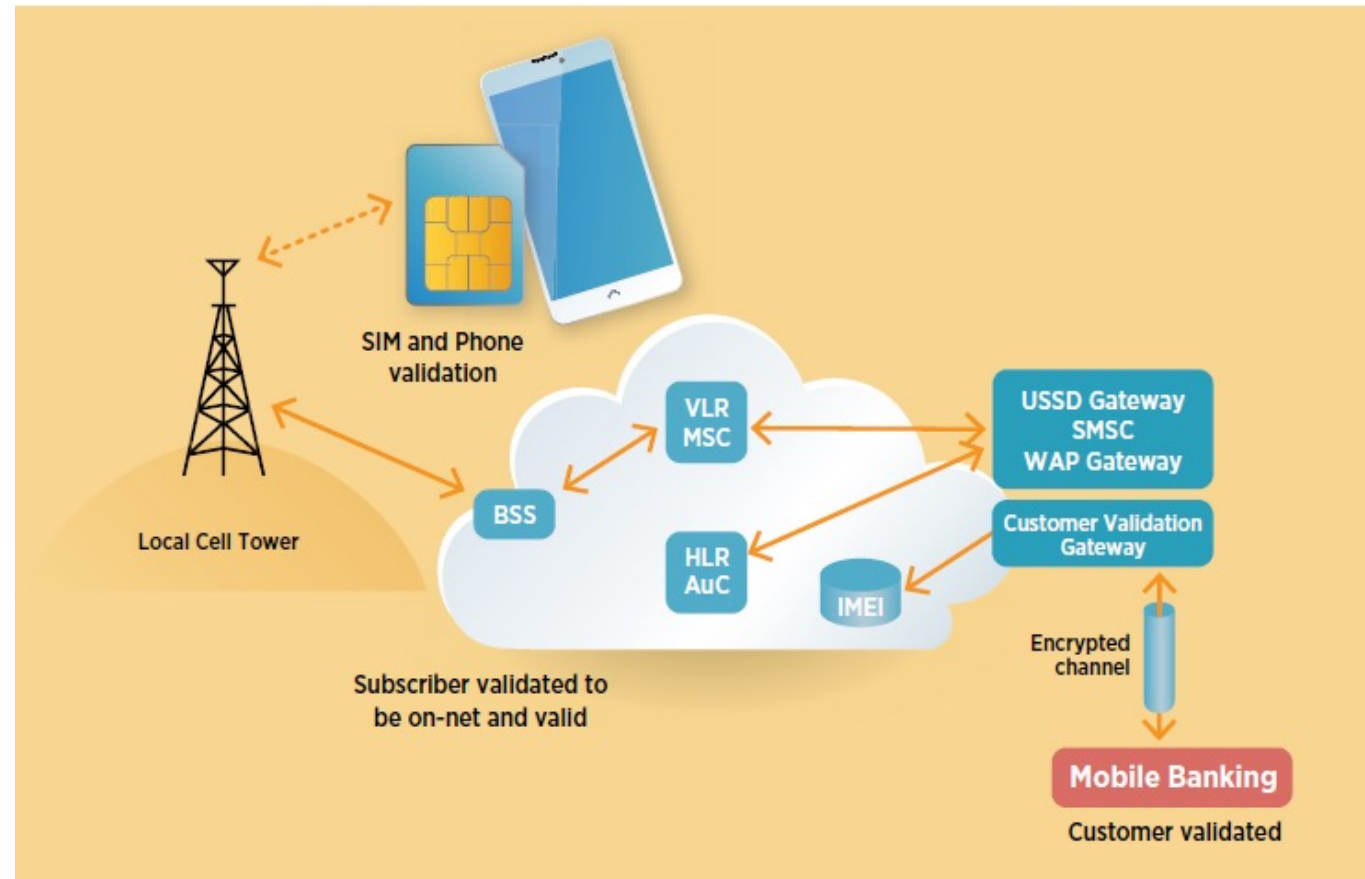 SIM and Phone
validation
Local Cell Tower
BSS
VLR
MSC
HLR
AuC
IMEI
USSD Gateway
SMSC
WAP Gateway
Customer Validation
Gateway
Encrypted
channel
Subscriber validated to
be on-net and valid
Mobile Banking
Customer validated